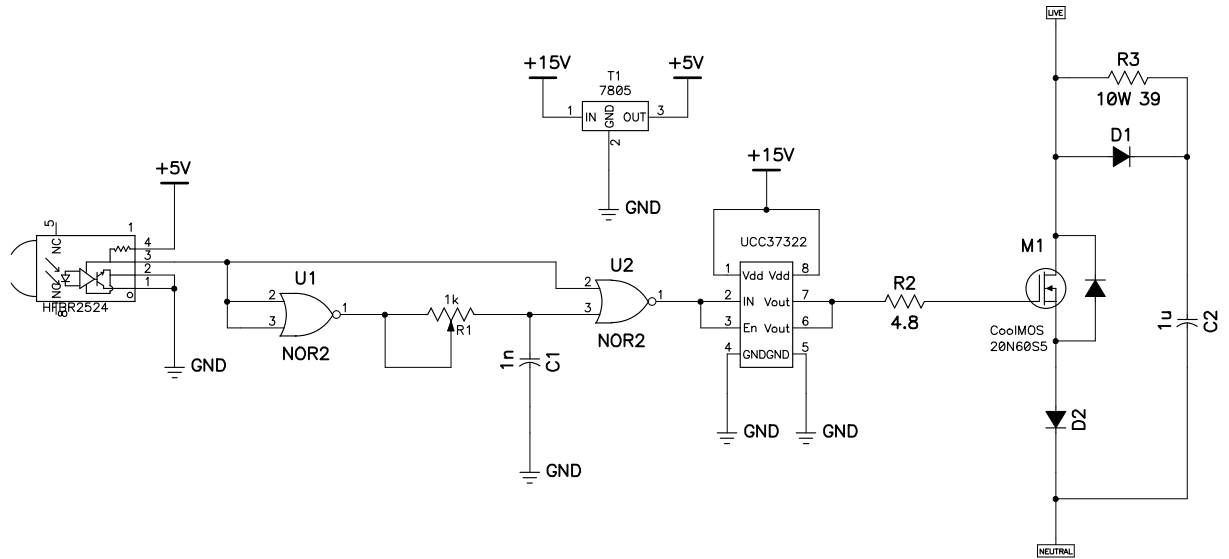 LIVE
+15V
+5V
T1
7805
1
IN
GND
OUT
3
2
GND
R3
10W 39
D1
+5V
5
NC
1
4
3
2
1
NC
8
HFBR2524
GND
U1
2
3
1
NOR2
1k
R1
1n
C1
GND
U2
2
3
1
NOR2
+15V
UCC37322
1
Vdd
Vdd
8
2
IN
Vout
7
3
En
Vout
6
4
GND
GND
5
GND
GND
R2
4.8
M1
CoolMOS
20N60S5
1u
C2
D2
NEUTRAL